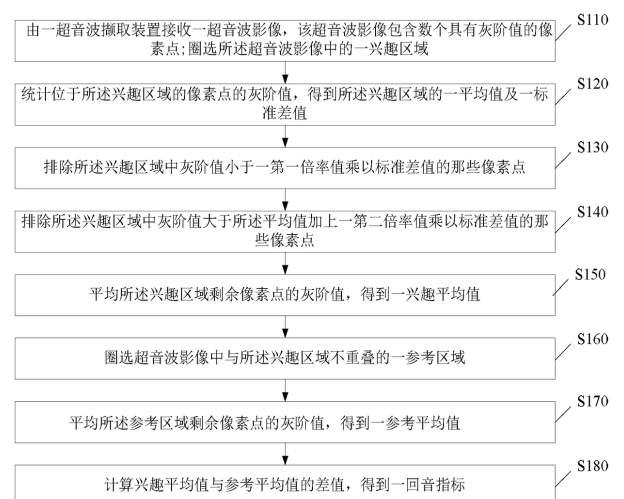 由一超音波撷取装置接收一超音波影像，该超音波影像包含数个具有灰阶值的像
素点;圈选所述超音波影像中的一兴趣区域
S110
统计位于所述兴趣区域的像素点的灰阶值，得到所述兴趣区域的一平均值及一标
准差值
S120
排除所述兴趣区域中灰阶值小于一第一倍率值乘以标准差值的那些像素点
S130
排除所述兴趣区域中灰阶值大于所述平均值加上一第二倍率值乘以标准差值的那
些像素点
S140
平均所述兴趣区域剩余像素点的灰阶值，得到一兴趣平均值
S150
圈选超音波影像中与所述兴趣区域不重叠的一参考区域
S160
平均所述参考区域剩余像素点的灰阶值，得到一参考平均值
S170
计算兴趣平均值与参考平均值的差值，得到一回音指标
S180